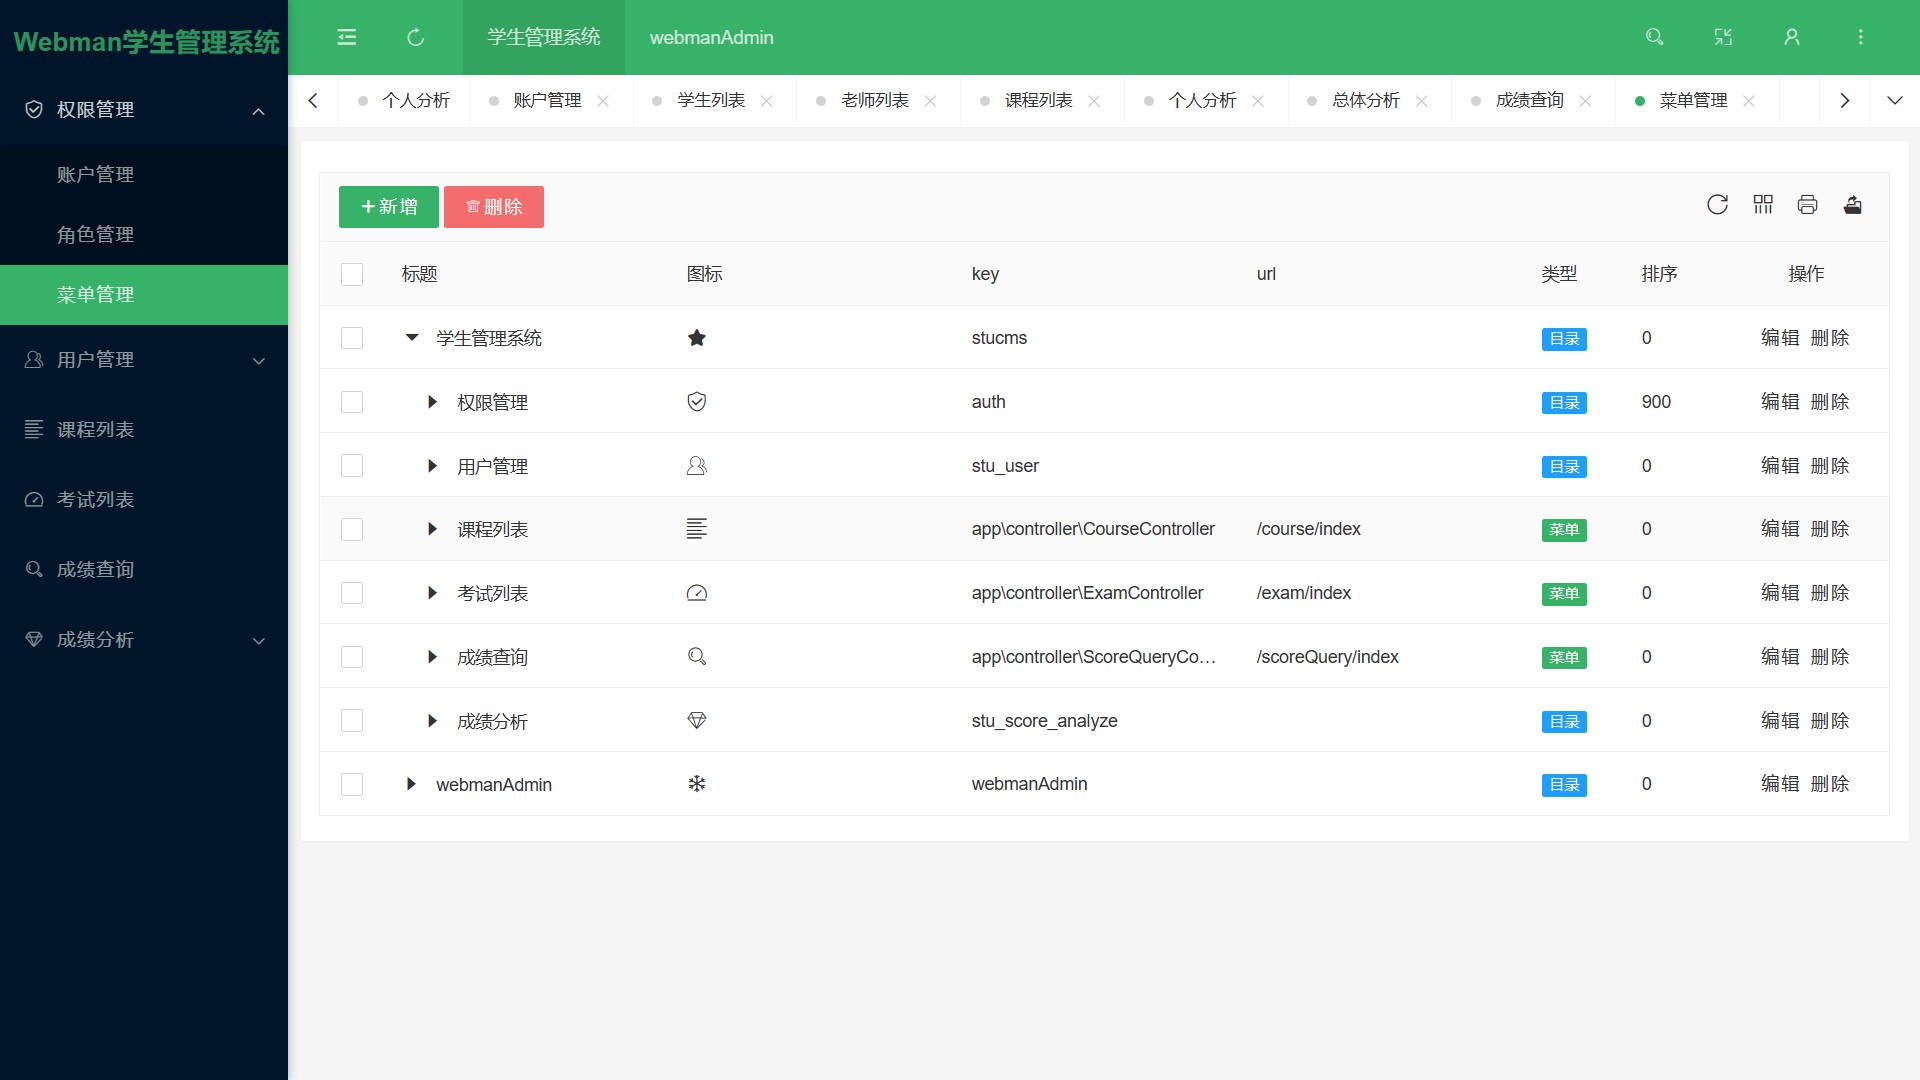 Webman学生管理系统
学生管理系统 webmanAdmin
权限管理
账户管理
角色管理
菜单管理
用户管理
课程列表
考试列表
成绩查询
成绩分析
个人分析 账户管理 学生列表 老师列表 课程列表 个人分析 总体分析 成绩查询 菜单管理
新增 删除
标题 图标 key url 类型 排序 操作
学生管理系统 stucms 目录 0 编辑 删除
权限管理 auth 目录 900 编辑 删除
用户管理 stu_user 目录 0 编辑 删除
课程列表 app\controller\CourseController /course/index 菜单 0 编辑 删除
考试列表 app\controller\ExamController /exam/index 菜单 0 编辑 删除
成绩查询 app\controller\ScoreQueryCo... /scoreQuery/index 菜单 0 编辑 删除
成绩分析 stu_score_analyze 目录 0 编辑 删除
webmanAdmin webmanAdmin 目录 0 编辑 删除